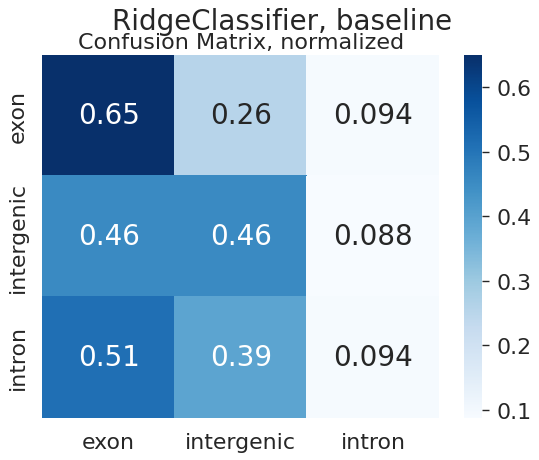 RidgeClassifier, baseline
Confusion Matrix, normalized
exon
0.65 0.26 0.094
intergenic
0.46 0.46 0.088
intron
0.51 0.39 0.094
exon intergenic intron
0.6
0.5
0.4
0.3
0.2
0.1